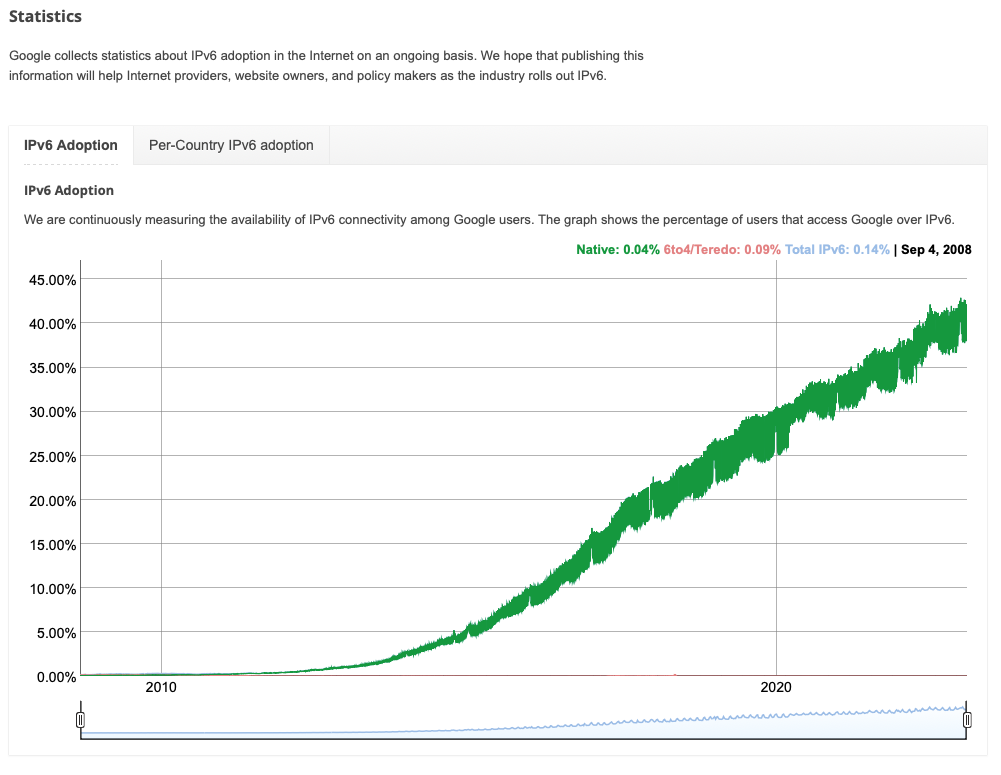 Statistics
Google collects statistics about IPv6 adoption in the Internet on an ongoing basis. We hope that publishing this
information will help Internet providers, website owners, and policy makers as the industry rolls out IPv6.
IPv6 Adoption
Per-Country IPv6 adoption
IPv6 Adoption
We are continuously measuring the availability of IPv6 connectivity among Google users. The graph shows the percentage of users that access Google over IPv6.
Native: 0.04% 6to4/Teredo: 0.09% Total IPv6: 0.14% | Sep 4, 2008
45.00%
40.00%
35.00%
30.00%
25.00%
20.00%
15.00%
10.00%
5.00%
0.00%
2010
2020